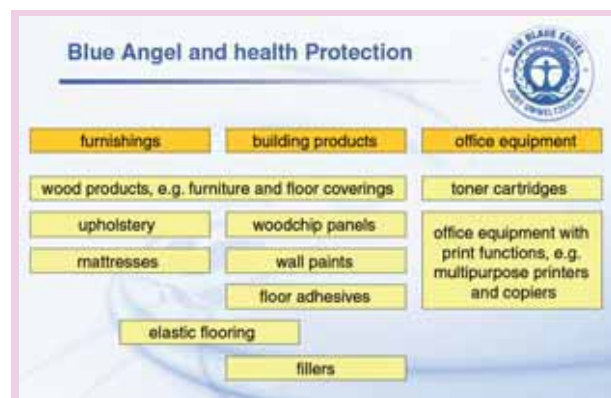 Blue Angel and health Protection
DER BLAUE ENGEL
JURY UMWELTZEICHEN
furnishings
building products
office equipment
wood products, e.g. furniture and floor coverings
toner cartridges
upholstery
woodchip panels
office equipment with
print functions, e.g.
multipurpose printers
and copiers
mattresses
wall paints
floor adhesives
elastic flooring
fillers